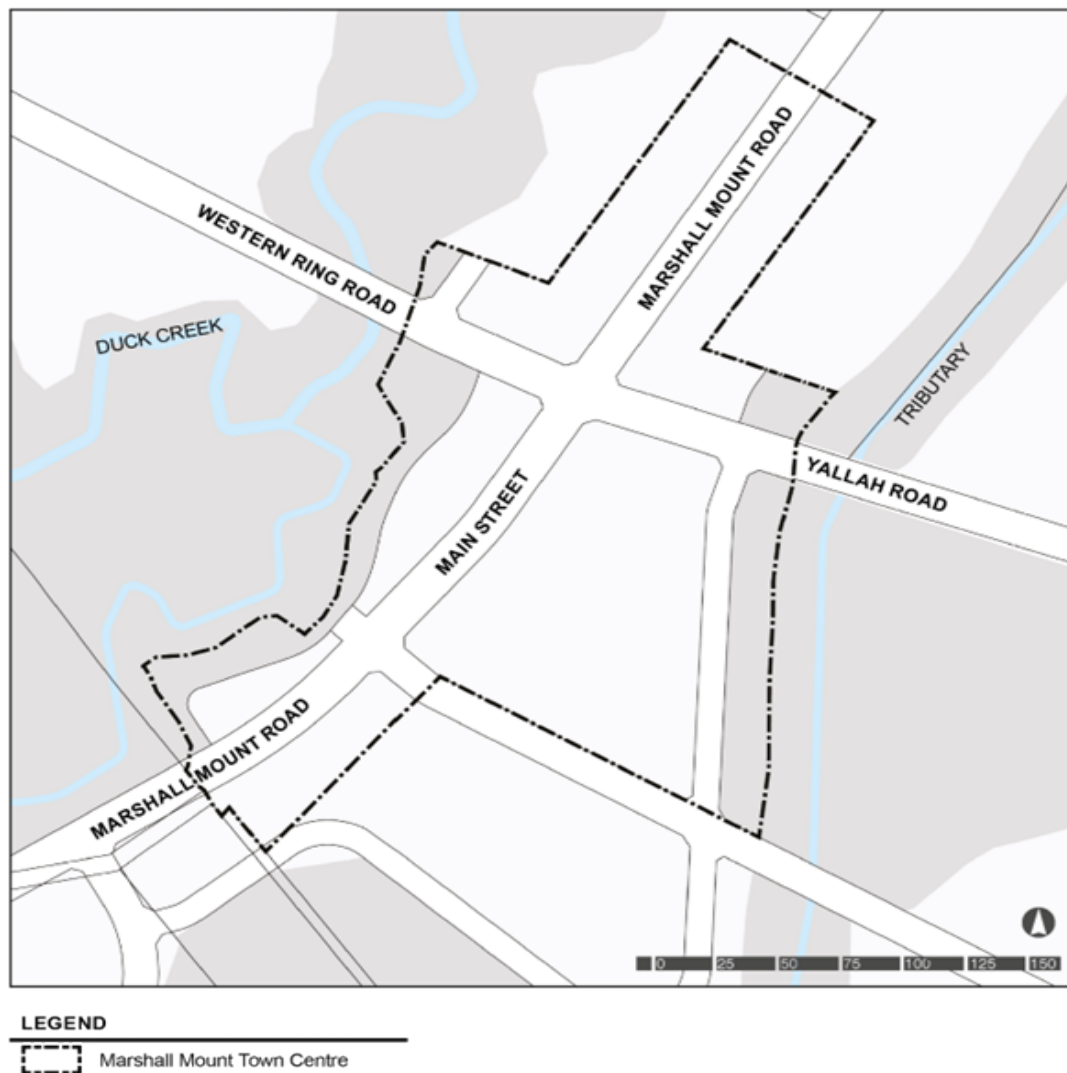 MARSHALL MOUNT ROAD
WESTERN RING ROAD
DUCK CREEK
TRIBUTARY
YALLAH ROAD
MAIN STREET
MARSHALL MOUNT ROAD
0 25 50 75 100 125 150
LEGEND
Marshall Mount Town Centre